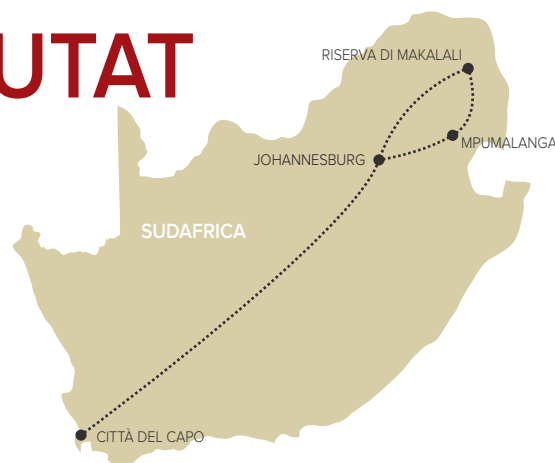 UTAT
RISERVA DI MAKALALI
MPUMALANGA
JOHANNESBURG
SUDAFRICA
CITTÀ DEL CAPO